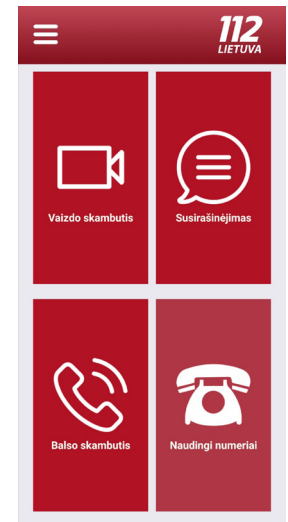 112
LIETUVA
Vaizdo skambutis
Susirašinėjimas
Balso skambutis
Naudingi numeriai